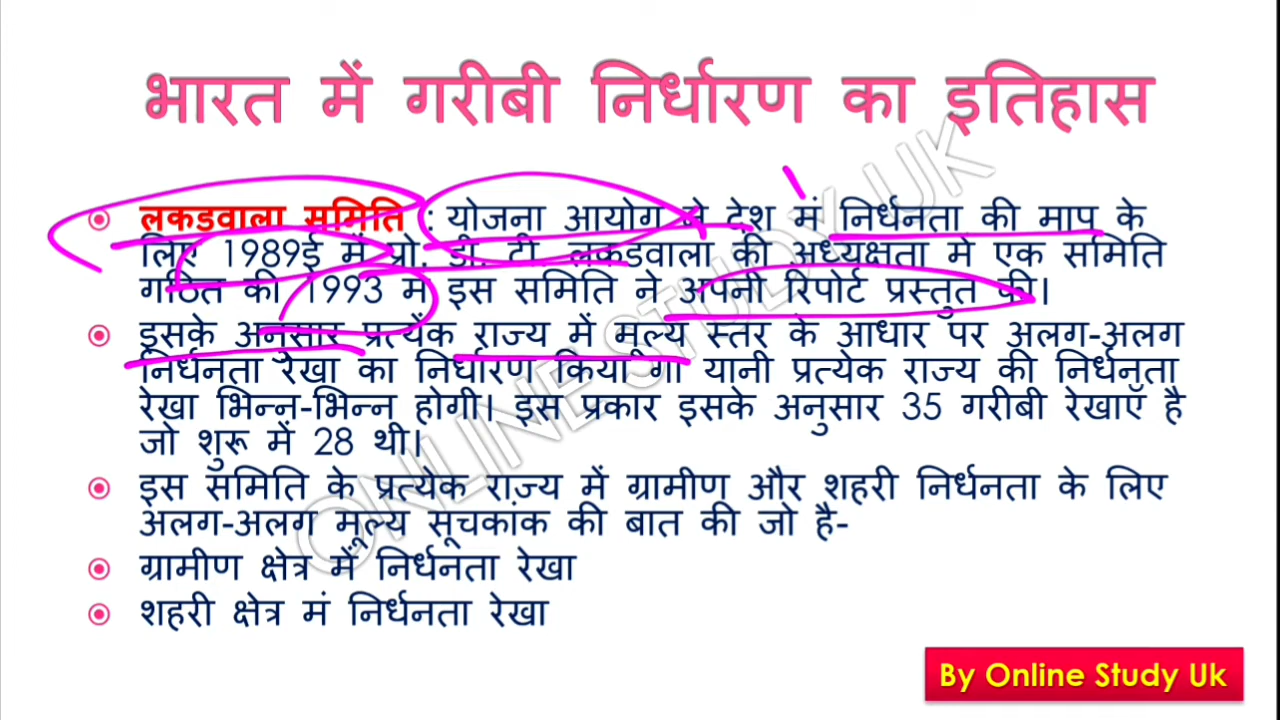 भारत में गरीबी निर्धारण का इतिहास
लकडवाला समिति : योजना आयोग ने देश में निर्धनता की माप के
लिए 1989ई में प्रो. डी. टी. लकडवाला की अध्यक्षता मे एक समिति
गठित की 1993 में इस समिति ने अपनी रिपोर्ट प्रस्तुत की।
इसके अनुसार प्रत्येक राज्य में मूल्य स्तर के आधार पर अलग-अलग
निर्धनता रेखा का निर्धारण किया गा यानी प्रत्येक राज्य की निर्धनता
रेखा भिन्न-भिन्न होगी। इस प्रकार इसके अनुसार 35 गरीबी रेखाएँ है
जो शुरू में 28 थी।
इस समिति के प्रत्येक राज्य में ग्रामीण और शहरी निर्धनता के लिए
अलग-अलग मूल्य सूचकांक की बात की जो है-
ग्रामीण क्षेत्र में निर्धनता रेखा
शहरी क्षेत्र मं निर्धनता रेखा
ONLINE STUDY UK
By Online Study Uk